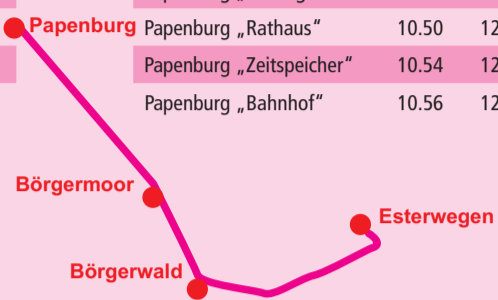 Papenburg
Papenburg „Rathaus“ 10.50
Papenburg „Zeitspeicher“ 10.54
Papenburg „Bahnhof“ 10.56
Börgermoor
Esterwegen
Börgerwald